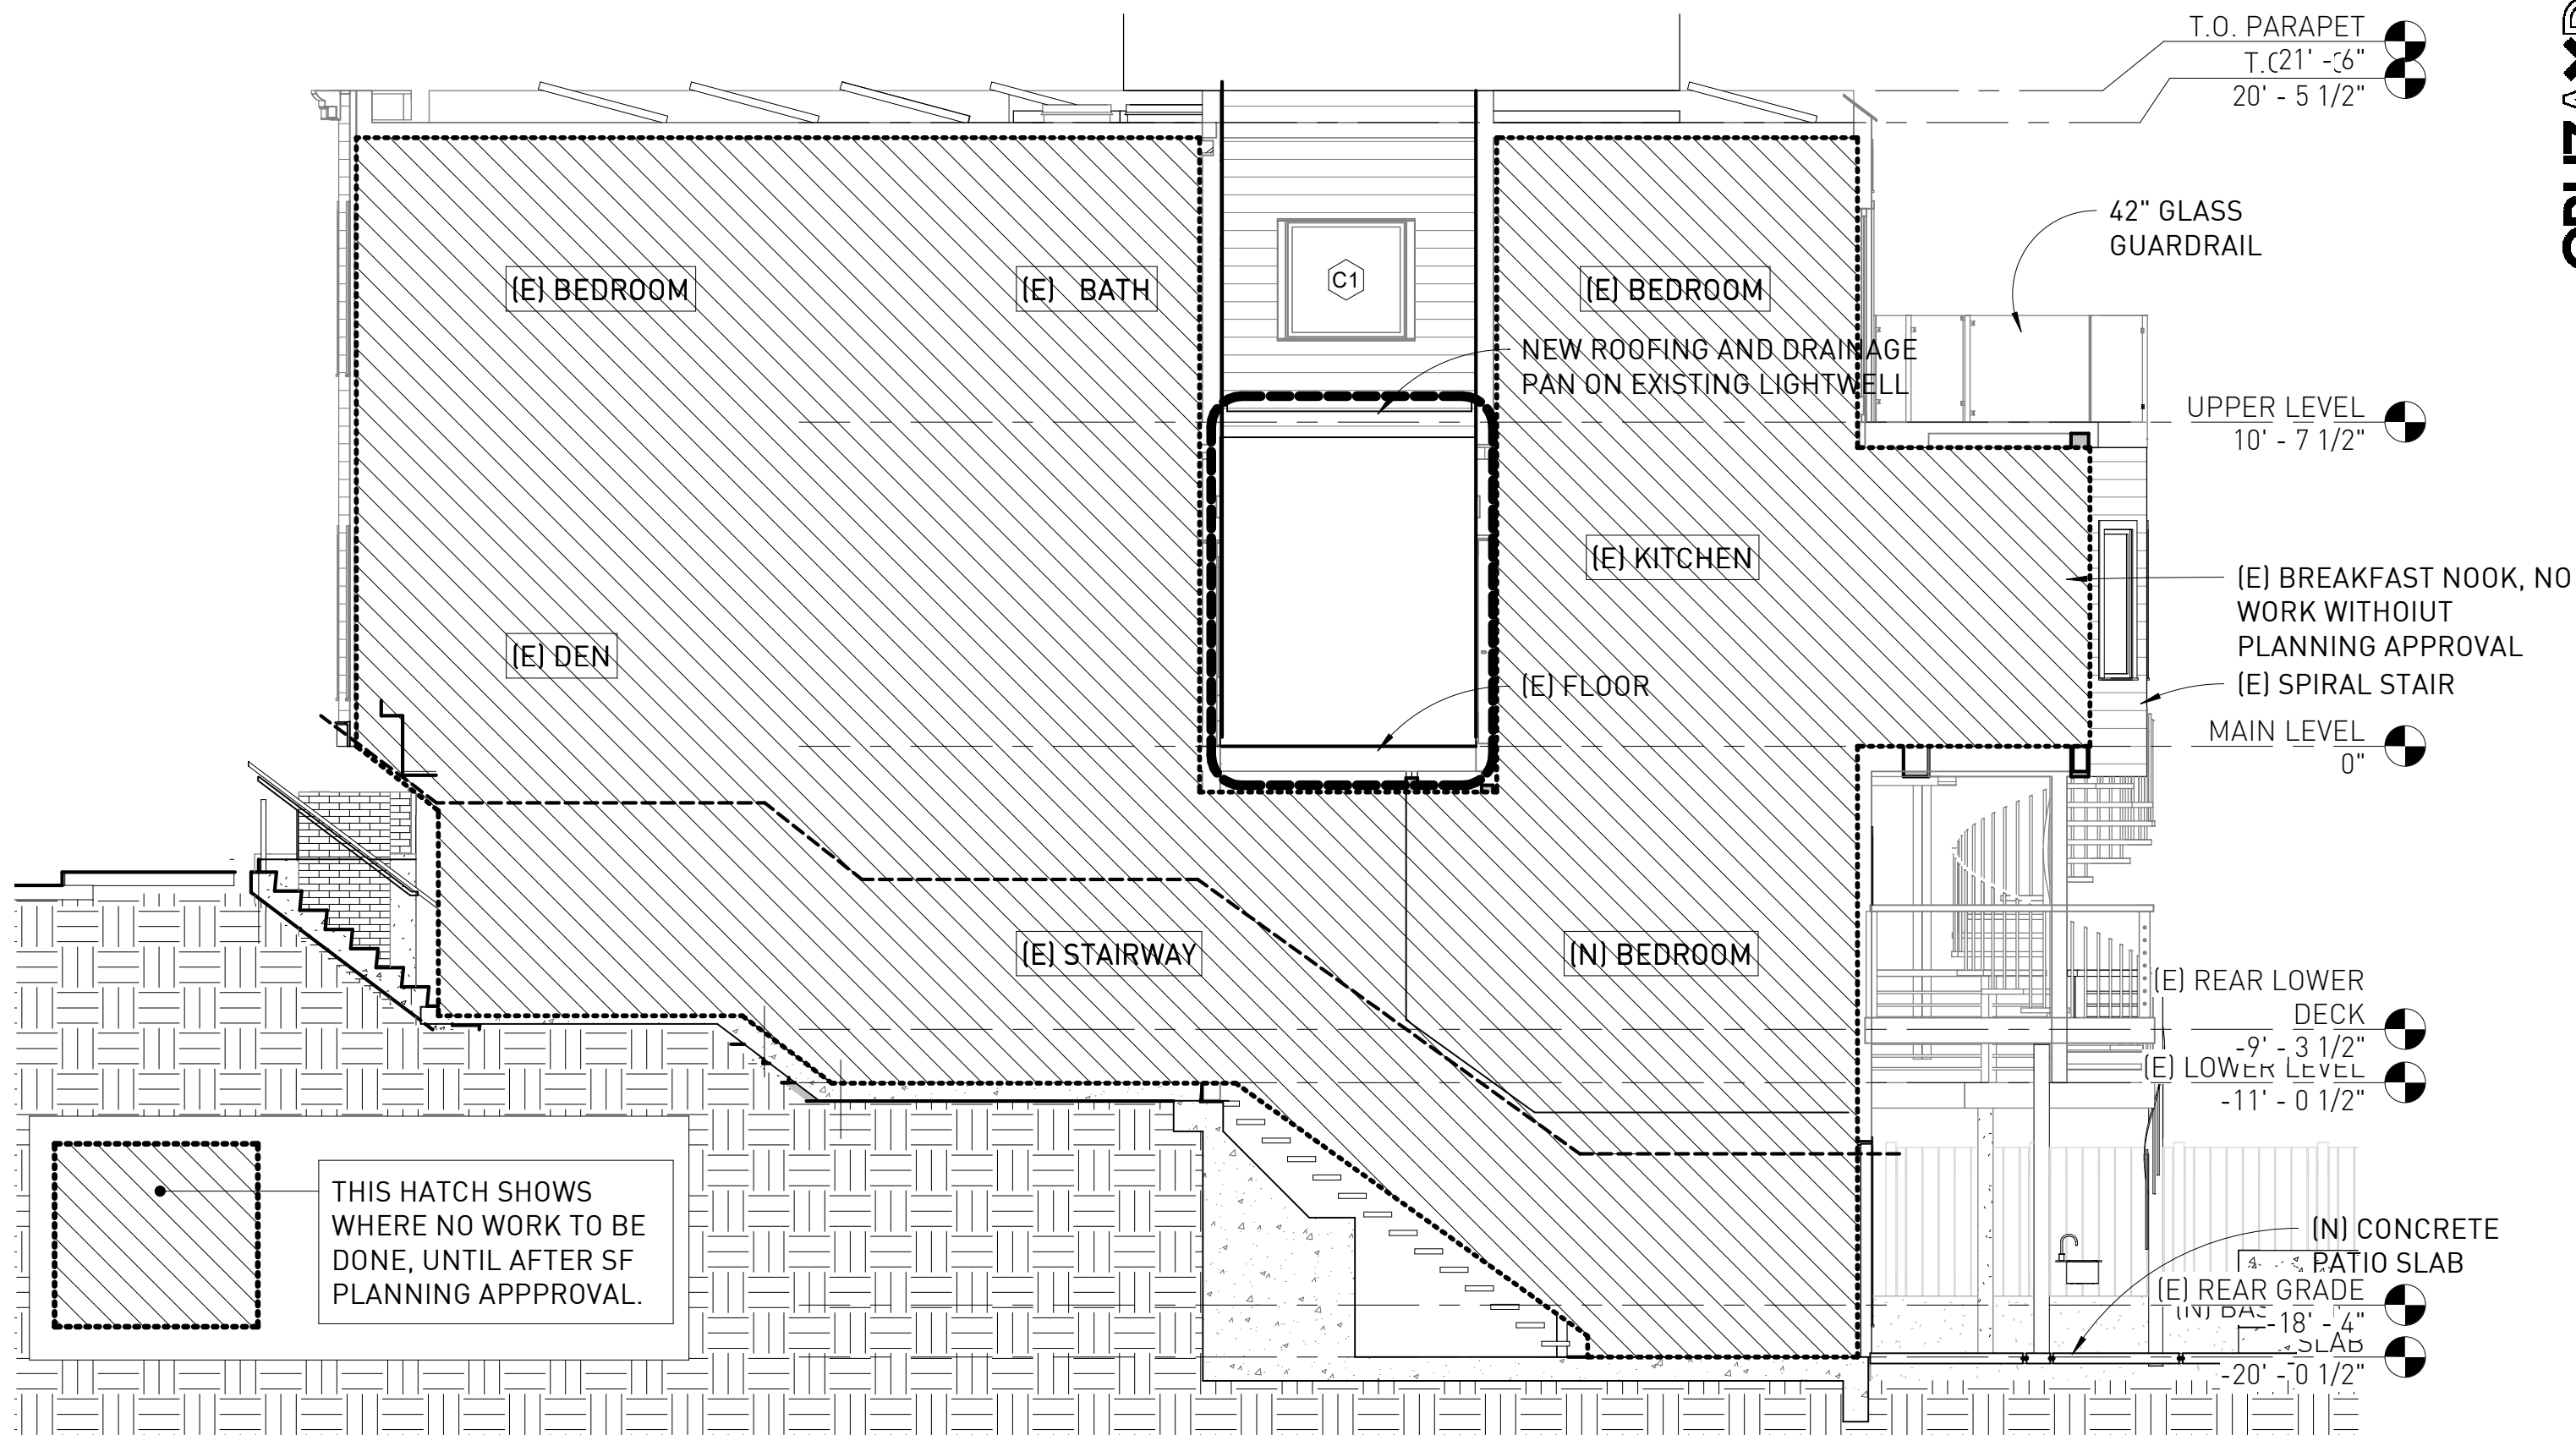 T.O. PARAPET
21' - 6"
20' - 5 1/2"
42" GLASS
GUARDRAIL
(E) BEDROOM
(E) BATH
C1
(E) BEDROOM
NEW ROOFING AND DRAINAGE
PAN ON EXISTING LIGHTWELL
UPPER LEVEL
10' - 7 1/2"
(E) KITCHEN
(E) BREAKFAST NOOK, NO
WORK WITHOIUT
PLANNING APPROVAL
(E) DEN
(E) FLOOR
(E) SPIRAL STAIR
MAIN LEVEL
0"
(E) STAIRWAY
(N) BEDROOM
(E) REAR LOWER
DECK
-9' - 3 1/2"
(E) LOWER LEVEL
-11' - 0 1/2"
THIS HATCH SHOWS
WHERE NO WORK TO BE
DONE, UNTIL AFTER SF
PLANNING APPPROVAL.
(N) CONCRETE
PATIO SLAB
(E) REAR GRADE
-18' - 4"
(N)
SLAB
-20' - 0 1/2"